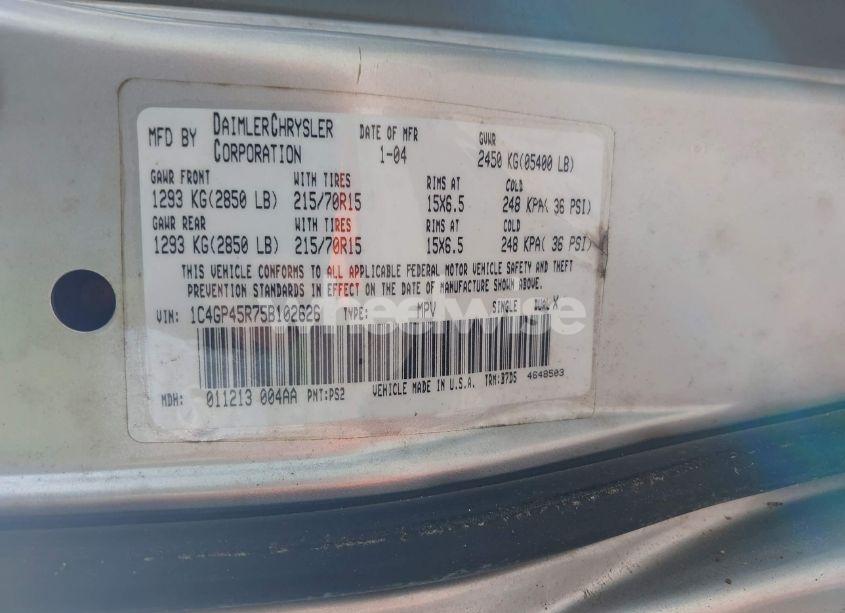 MFD BY DAIMLERCHRYSLER CORPORATION DATE OF MFR 1-04 GVWR 2450 KG(05400 LB)
GAWR FRONT WITH TIRES RIMS AT COLD
1293 KG(2850 LB) 215/70R15 15X6.5 248 KPA( 36 PSI)
GAWR REAR WITH TIRES RIMS AT COLD
1293 KG(2850 LB) 215/70R15 15X6.5 248 KPA( 36 PSI)
THIS VEHICLE CONFORMS TO ALL APPLICABLE FEDERAL MOTOR VEHICLE SAFETY AND THEFT
PREVENTION STANDARDS IN EFFECT ON THE DATE OF MANUFACTURE SHOWN ABOVE.
VIN: 1C4GP45R75B102626 TYPE: MPV SINGLE DUAL X
wheelwise
MDH: 011213 004AA PNT:PS2 VEHICLE MADE IN U.S.A. TRM:B7D5 4648503